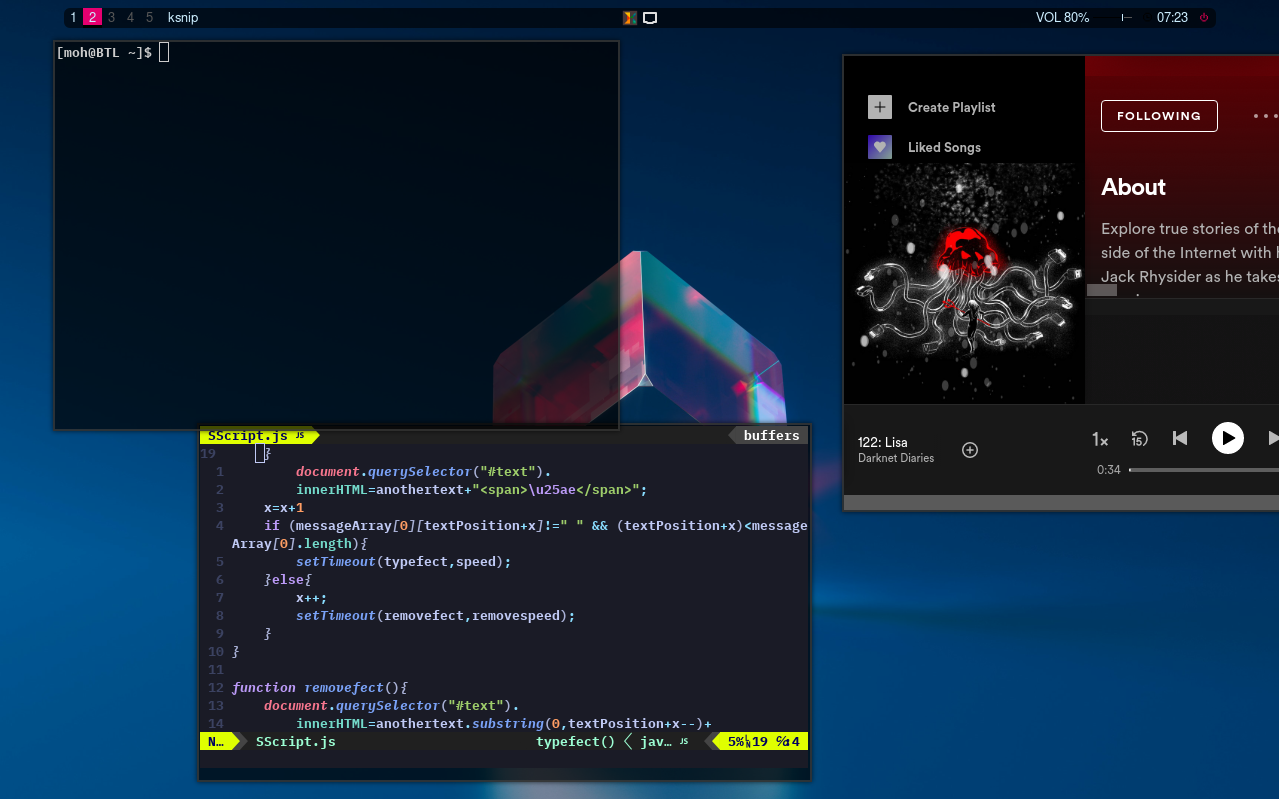 1 2 3 4 5 ksnip
VOL 80% 07:23
[moh@BTL ~]$
Create Playlist
Liked Songs
FOLLOWING
About
Explore true stories of the
side of the Internet with
Jack Rhysider as he takes
122: Lisa
Darknet Diaries
1x
15
0:34
SScript.js JS buffers
19 }
1 document.querySelector("#text").
2 innerHTML=anothertext+"<span>\u25ae</span>";
3 x=x+1
4 if (messageArray[0][textPosition+x]!=" " && (textPosition+x)<message
Array[0].length){
5 setTimeout(typefect,speed);
6 }else{
7 x++;
8 setTimeout(removefect,removespeed);
9 }
10 }
11
12 function removefect(){
13 document.querySelector("#text").
14 innerHTML=anothertext.substring(0,textPosition+x--)+
N… SScript.js typefect() jav… JS 5% LN 19 ℅:4